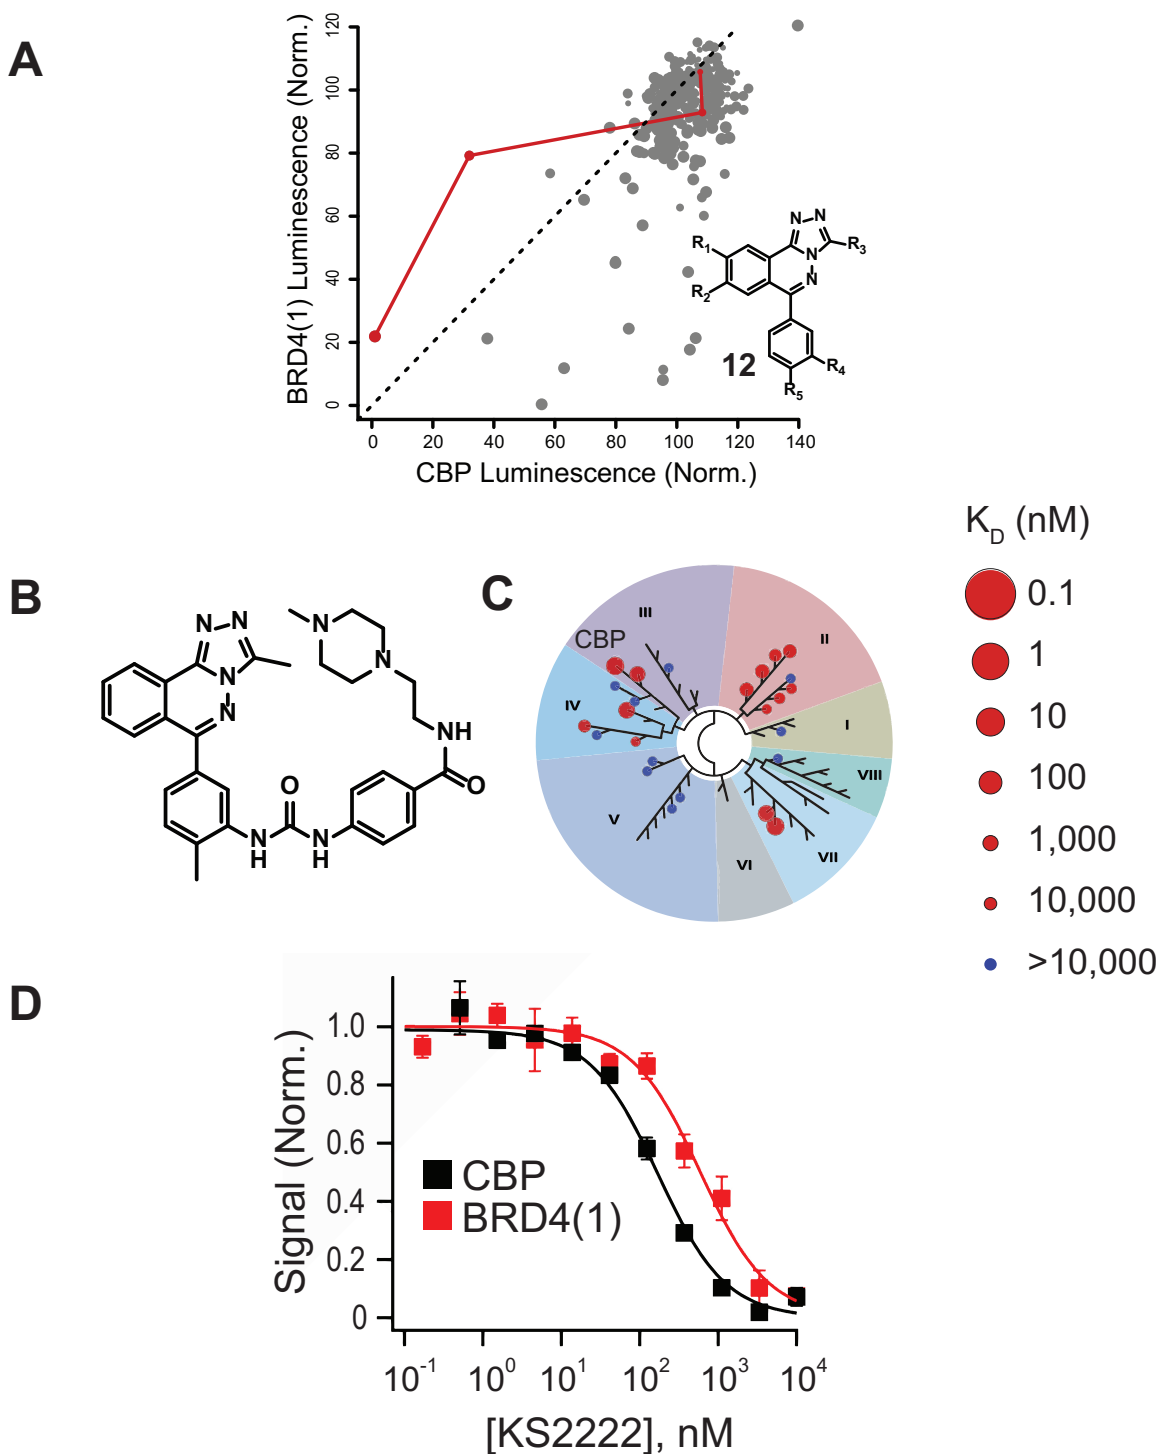 A
BRD4(1) Luminescence (Norm.)
120
100
80
60
40
20
0
0 20 40 60 80 100 120 140
CBP Luminescence (Norm.)
N N
R1
N
R3
R2
N
12
R4
R5
B
N N
N
N
N
N
NH
O
O
N
H
N
H
C
III
II
CBP
IV
I
VIII
V
VII
VI
KD (nM)
0.1
1
10
100
1,000
10,000
>10,000
D
Signal (Norm.)
1.0
0.8
0.6
0.4
0.2
0
CBP
BRD4(1)
10-1 100 101 102 103 104
[KS2222], nM